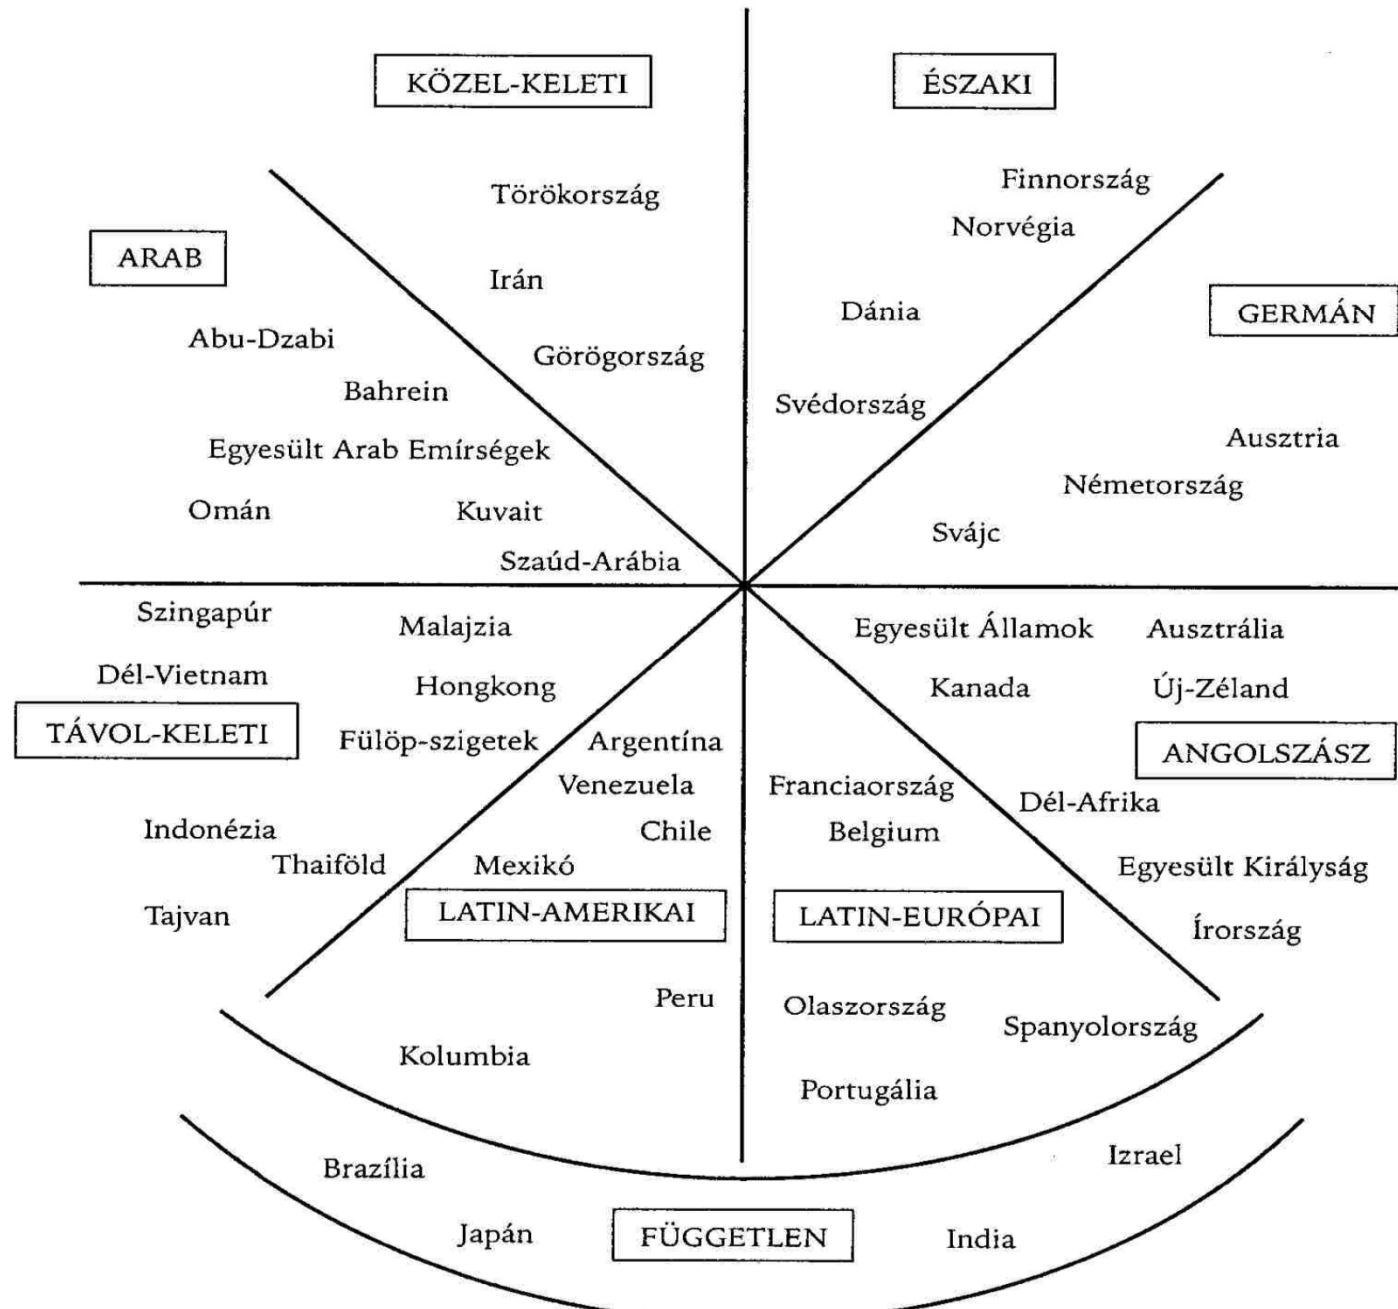 KÖZEL-KELETI
Törökország
Irán
Görögország
ÉSZAKI
Finnország
Norvégia
Dánia
Svédország
ARAB
Abu-Dzabi
Bahrein
Egyesült Arab Emírségek
Omán
Kuvait
Szaúd-Arábia
GERMÁN
Ausztria
Németország
Svájc
Szingapúr
Malajzia
Dél-Vietnam
Hongkong
TÁVOL-KELETI
Fülöp-szigetek
Indonézia
Thaiföld
Tajvan
Argentína
Venezuela
Chile
Mexikó
LATIN-AMERIKAI
Peru
Kolumbia
Franciaország
Belgium
LATIN-EURÓPAI
Olaszország
Spanyolország
Portugália
Egyesült Államok
Ausztrália
Kanada
Új-Zéland
ANGOLSZÁSZ
Dél-Afrika
Egyesült Királyság
Írország
Brazília
Izrael
Japán
FÜGGETLEN
India